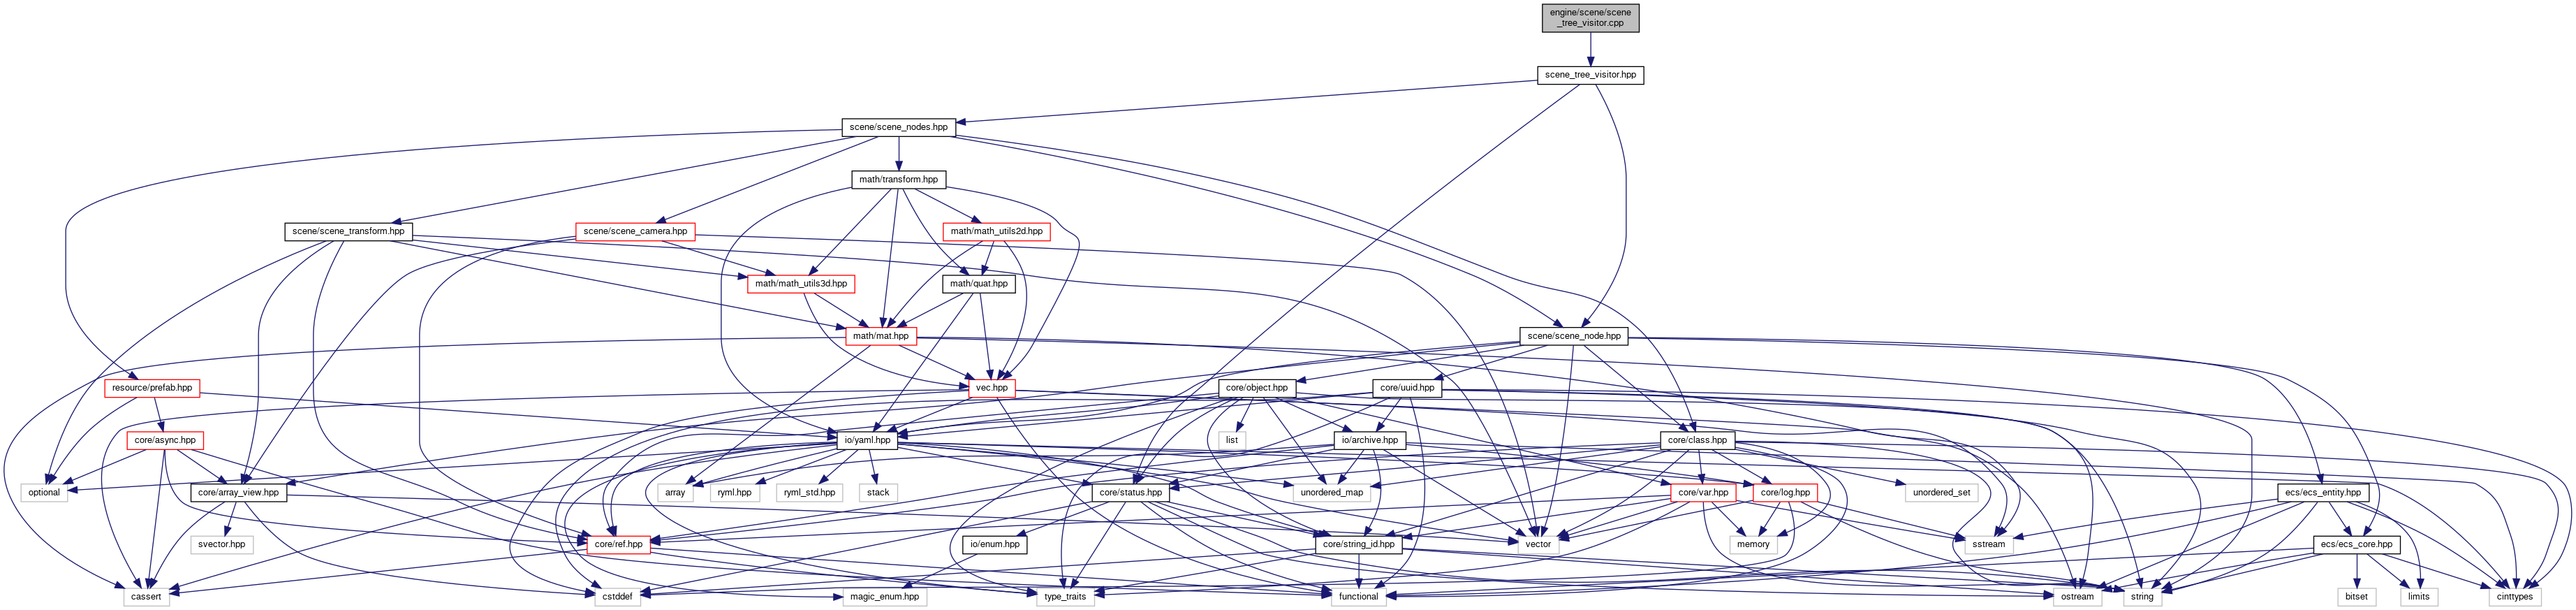 engine/scene/scene
_tree_visitor.cpp
scene_tree_visitor.hpp
scene/scene_nodes.hpp
math/transform.hpp
scene/scene_transform.hpp
scene/scene_camera.hpp
math/math_utils2d.hpp
math/math_utils3d.hpp
math/quat.hpp
math/mat.hpp
scene/scene_node.hpp
resource/prefab.hpp
vec.hpp
core/object.hpp
core/uuid.hpp
core/async.hpp
io/yaml.hpp
list
io/archive.hpp
core/class.hpp
optional
core/array_view.hpp
array
ryml.hpp
ryml_std.hpp
stack
core/status.hpp
unordered_map
core/var.hpp
core/log.hpp
unordered_set
ecs/ecs_entity.hpp
svector.hpp
core/ref.hpp
io/enum.hpp
core/string_id.hpp
vector
memory
sstream
ecs/ecs_core.hpp
cassert
cstddef
magic_enum.hpp
type_traits
functional
ostream
string
bitset
limits
cinttypes